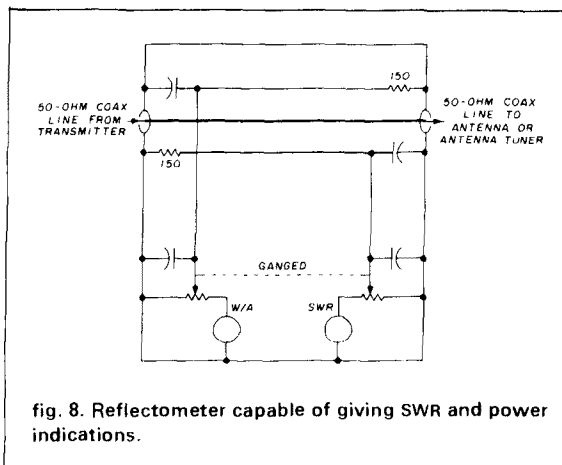 150
50-OHM COAX
LINE FROM
TRANSMITTER
50-OHM COAX
LINE TO
ANTENNA OR
ANTENNA TUNER
150
GANGED
W/A
SWR
fig. 8. Reflectometer capable of giving SWR and power
indications.